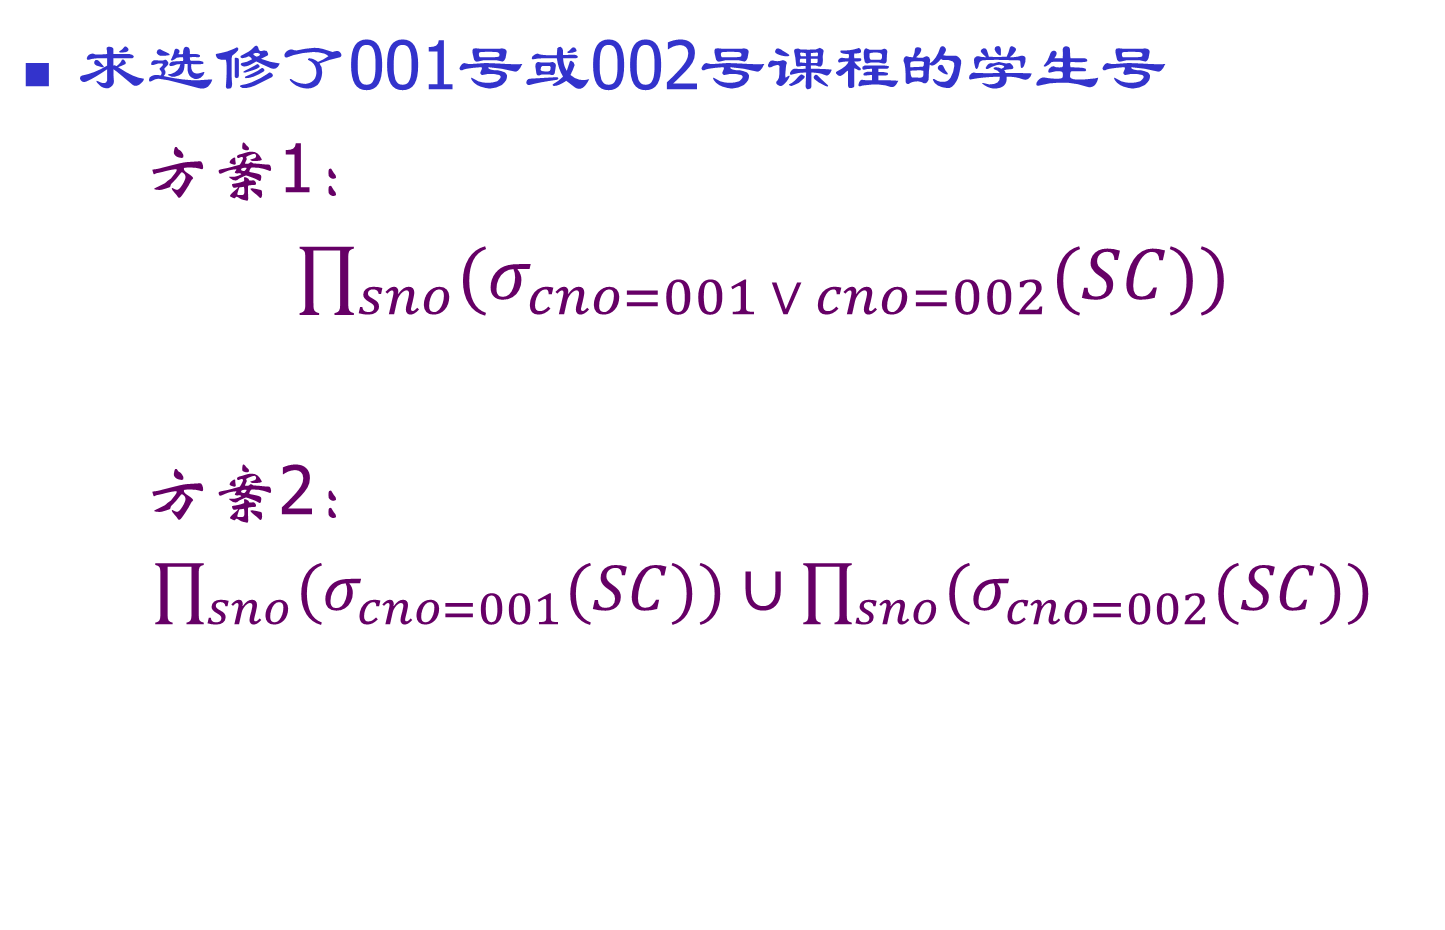 ■ 求选修了001号或002号课程的学生号
方案1：
∏sno(σcno=001 ∨ cno=002(SC))
方案2：
∏sno(σcno=001(SC)) ∪ ∏sno(σcno=002(SC))